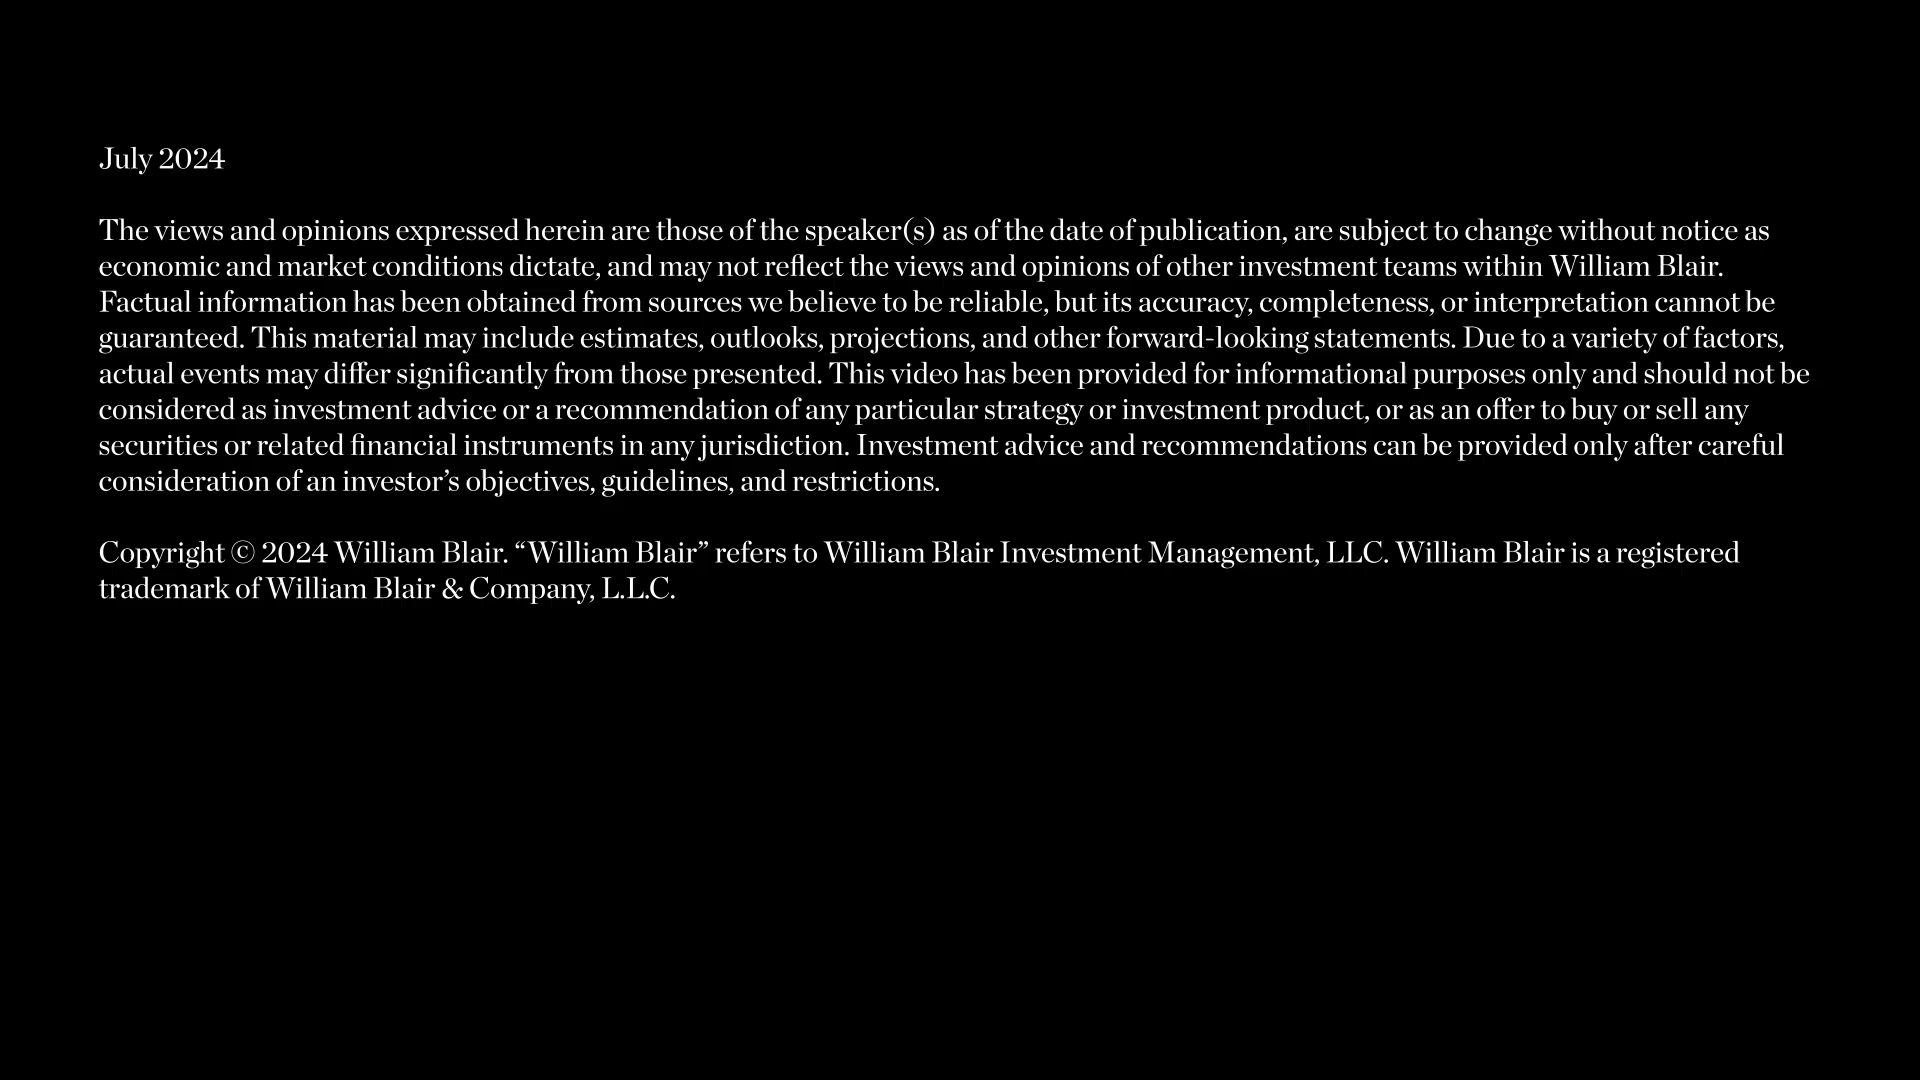 July 2024
The views and opinions expressed herein are those of the speaker(s) as of the date of publication, are subject to change without notice as
economic and market conditions dictate, and may not reflect the views and opinions of other investment teams within William Blair.
Factual information has been obtained from sources we believe to be reliable, but its accuracy, completeness, or interpretation cannot be
guaranteed. This material may include estimates, outlooks, projections, and other forward-looking statements. Due to a variety of factors,
actual events may differ significantly from those presented. This video has been provided for informational purposes only and should not be
considered as investment advice or a recommendation of any particular strategy or investment product, or as an offer to buy or sell any
securities or related financial instruments in any jurisdiction. Investment advice and recommendations can be provided only after careful
consideration of an investor’s objectives, guidelines, and restrictions.
Copyright © 2024 William Blair. “William Blair” refers to William Blair Investment Management, LLC. William Blair is a registered
trademark of William Blair & Company, L.L.C.